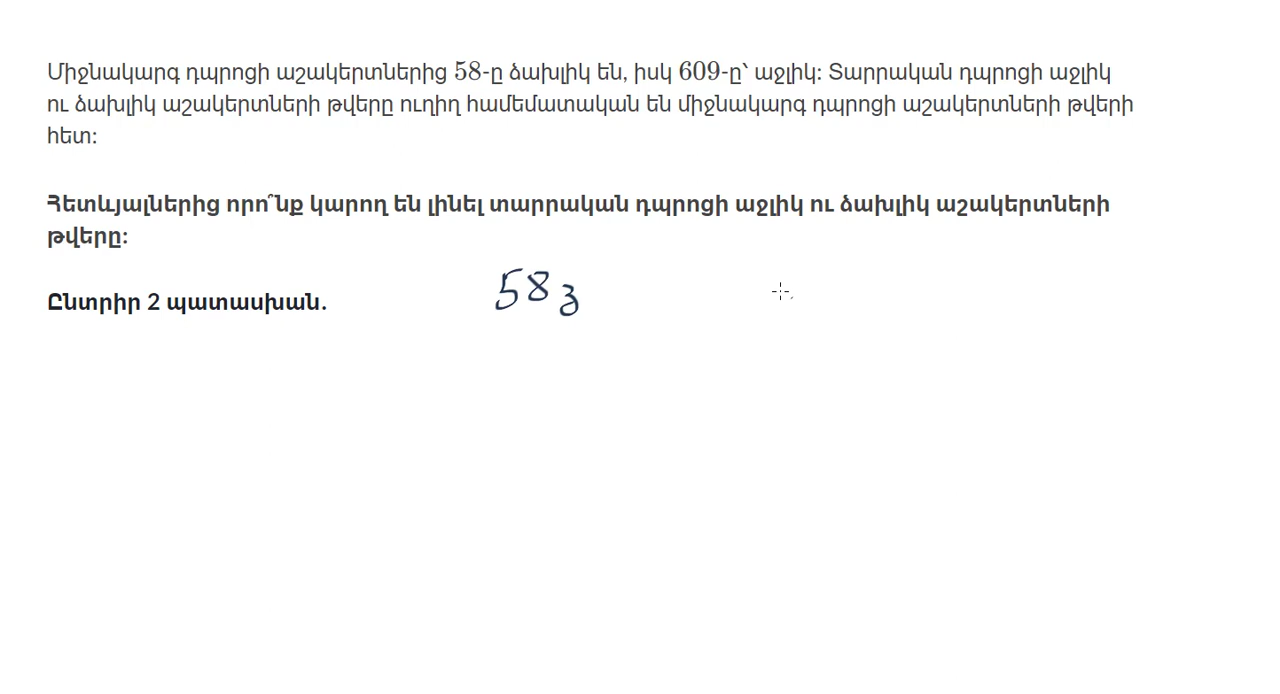 Միջնակարգ դպրոցի աշակերտներից 58-ը ձախլիկ են, իսկ 609-ը՝ աջլիկ: Տարրական դպրոցի աջլիկ
ու ձախլիկ աշակերտների թվերը ուղիղ համեմատական են միջնակարգ դպրոցի աշակերտների թվերի
հետ:
Հետևյալներից որո՞նք կարող են լինել տարրական դպրոցի աջլիկ ու ձախլիկ աշակերտների
թվերը:
Ընտրիր 2 պատասխան.
58